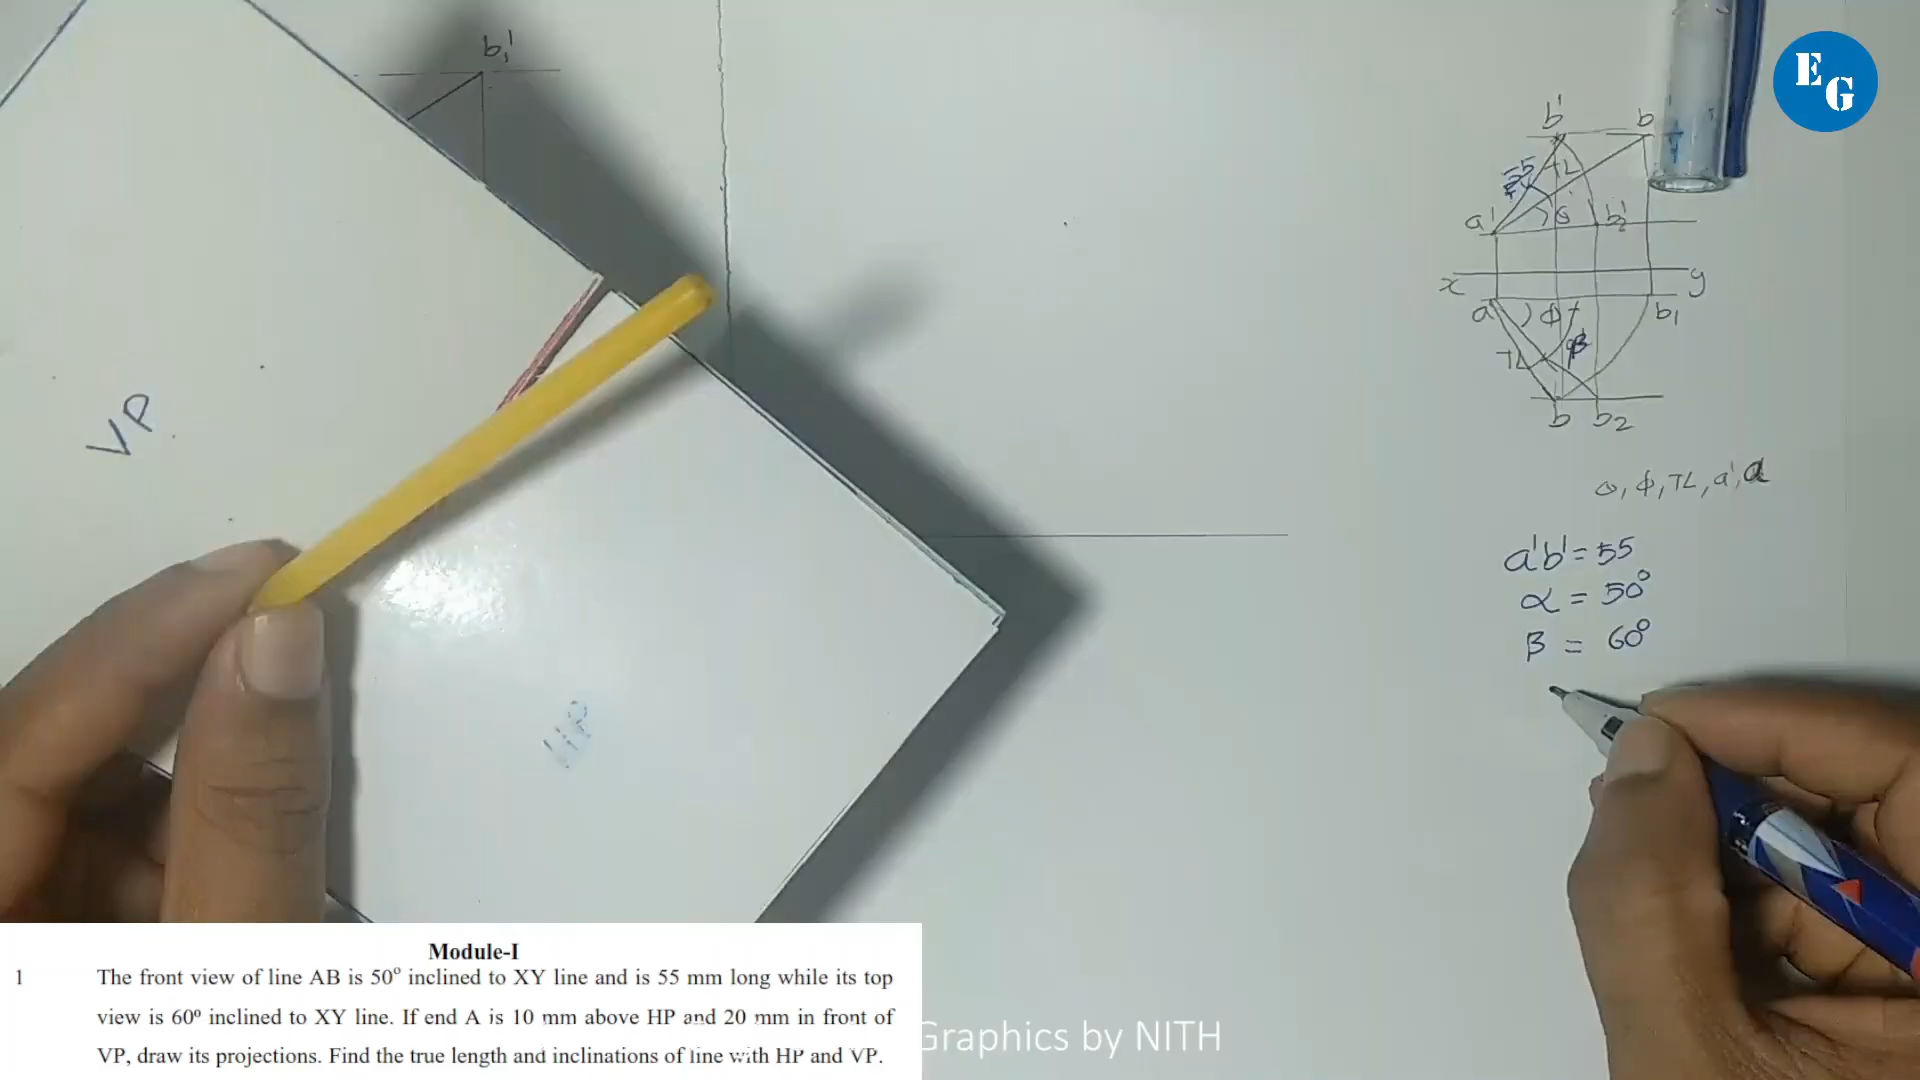 b₁'
EG
b' b
55 TL
a' θ b₂'
x y
a ϕ b₁
TL β
b b₂
θ, ϕ, TL, a', a
VP
a'b' = 55
α = 50°
β = 60°
HP
Module-I
1 The front view of line AB is 50° inclined to XY line and is 55 mm long while its top
view is 60° inclined to XY line. If end A is 10 mm above HP and 20 mm in front of
VP, draw its projections. Find the true length and inclinations of line with HP and VP.
Graphics by NITH